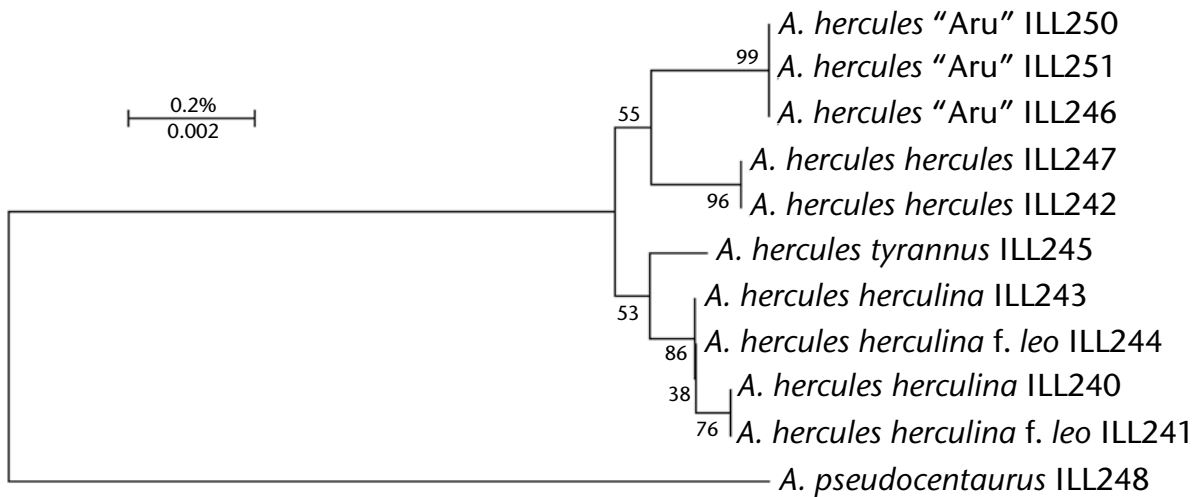 A. hercules “Aru” ILL250
99
A. hercules “Aru” ILL251
0.2%
0.002
A. hercules “Aru” ILL246
55
A. hercules hercules ILL247
96
A. hercules hercules ILL242
A. hercules tyrannus ILL245
A. hercules herculina ILL243
53
A. hercules herculina f. leo ILL244
86
A. hercules herculina ILL240
38
A. hercules herculina f. leo ILL241
76
A. pseudocentaurus ILL248